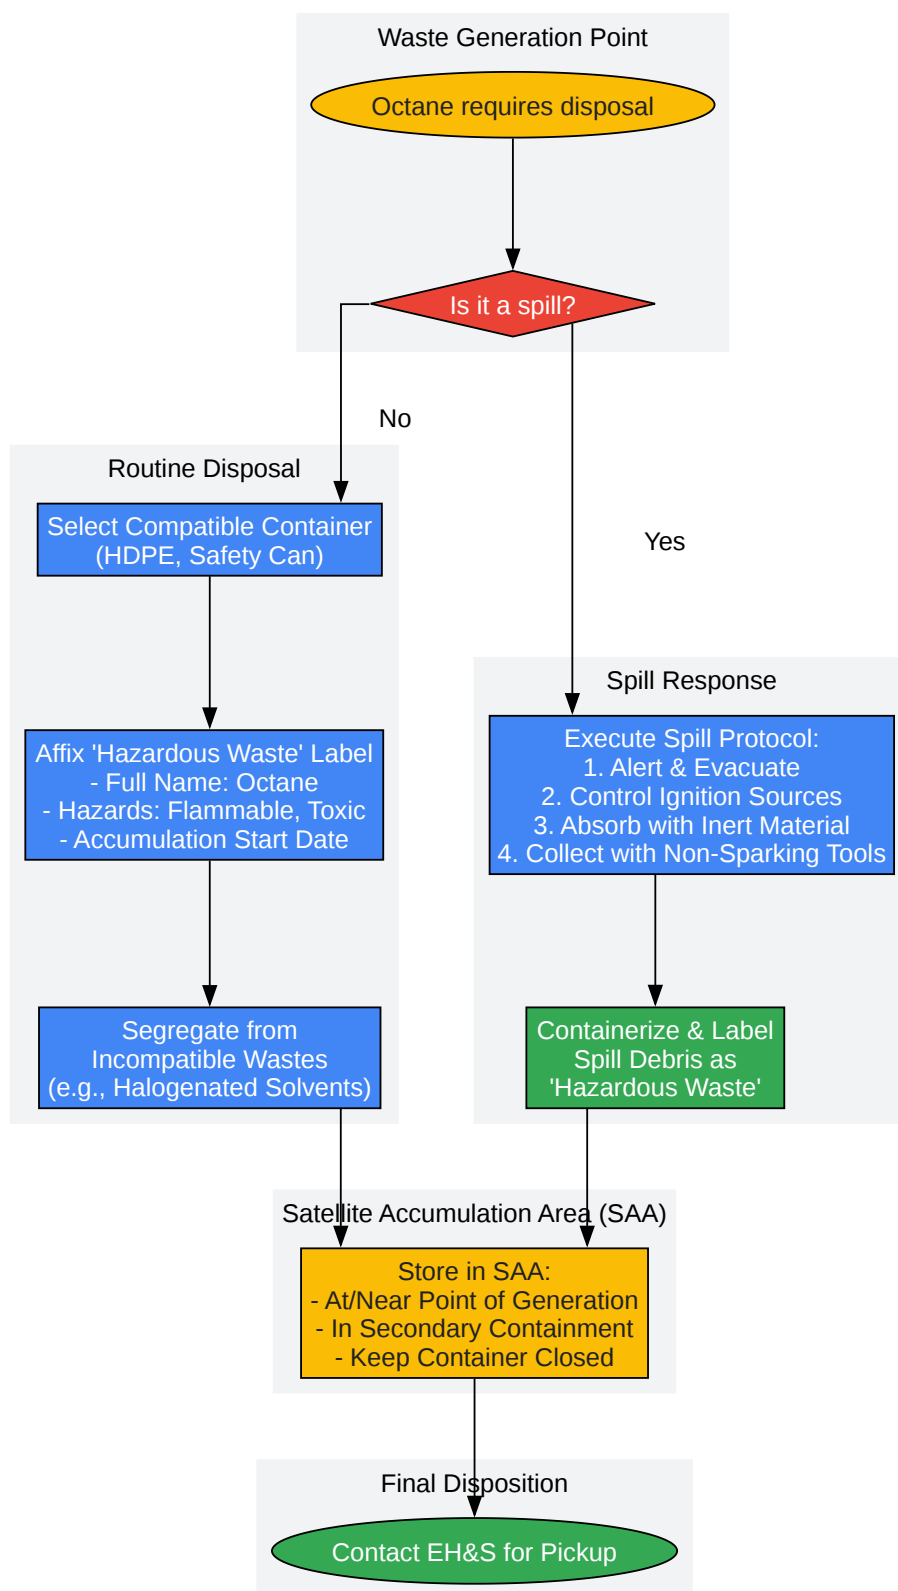 Waste Generation Point
Octane requires disposal
Is it a spill?
No
Routine Disposal
Select Compatible Container
(HDPE, Safety Can)
Affix 'Hazardous Waste' Label
- Full Name: Octane
- Hazards: Flammable, Toxic
- Accumulation Start Date
Segregate from
Incompatible Wastes
(e.g., Halogenated Solvents)
Yes
Spill Response
Execute Spill Protocol:
1. Alert & Evacuate
2. Control Ignition Sources
3. Absorb with Inert Material
4. Collect with Non-Sparking Tools
Containerize & Label
Spill Debris as
'Hazardous Waste'
Satellite Accumulation Area (SAA)
Store in SAA:
- At/Near Point of Generation
- In Secondary Containment
- Keep Container Closed
Final Disposition
Contact EH&S for Pickup